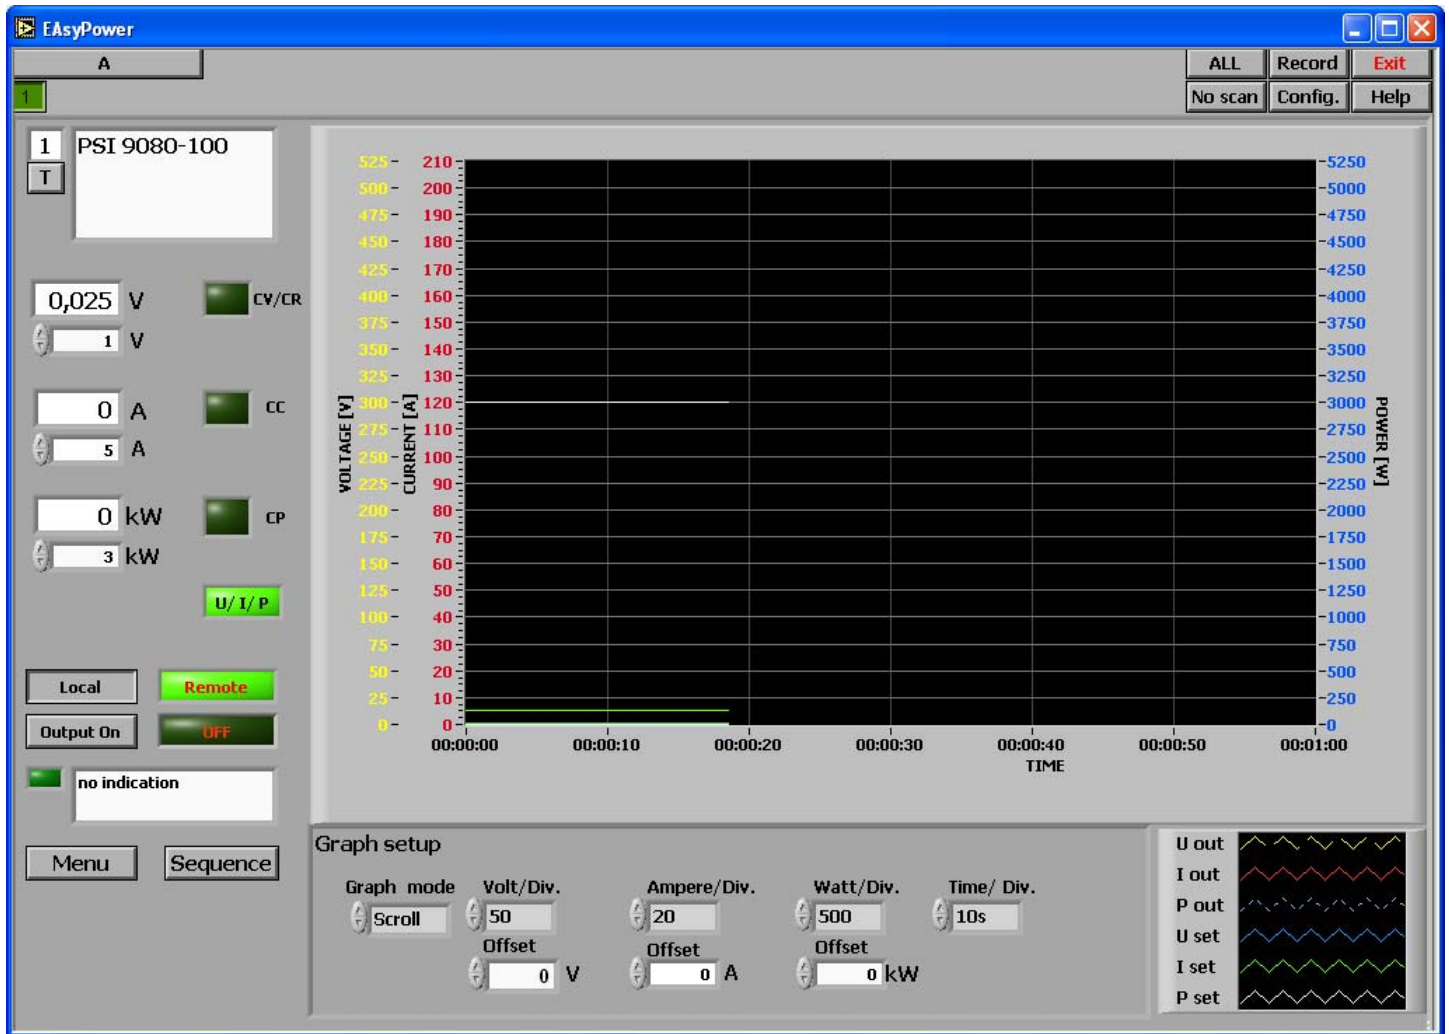 EAsyPower
A
ALL Record Exit
1
No scan Config. Help
1 PSI 9080-100
T
0,025 V CV/CR
1 V
0 A CC
5 A
0 kW CP
3 kW
U/ I/ P
Local Remote
Output On OFF
no indication
Menu Sequence
VOLTAGE [V]
CURRENT [A]
POWER [W]
525 210 5250
500 200 5000
475 190 4750
450 180 4500
425 170 4250
400 160 4000
375 150 3750
350 140 3500
325 130 3250
300 120 3000
275 110 2750
250 100 2500
225 90 2250
200 80 2000
175 70 1750
150 60 1500
125 50 1250
100 40 1000
75 30 750
50 20 500
25 10 250
0 0 0
00:00:00 00:00:10 00:00:20 00:00:30 00:00:40 00:00:50 00:01:00
TIME
Graph setup
Graph mode Volt/Div. Ampere/Div. Watt/Div. Time/ Div.
Scroll 50 20 500 10s
Offset Offset Offset
0 V 0 A 0 kW
U out
I out
P out
U set
I set
P set